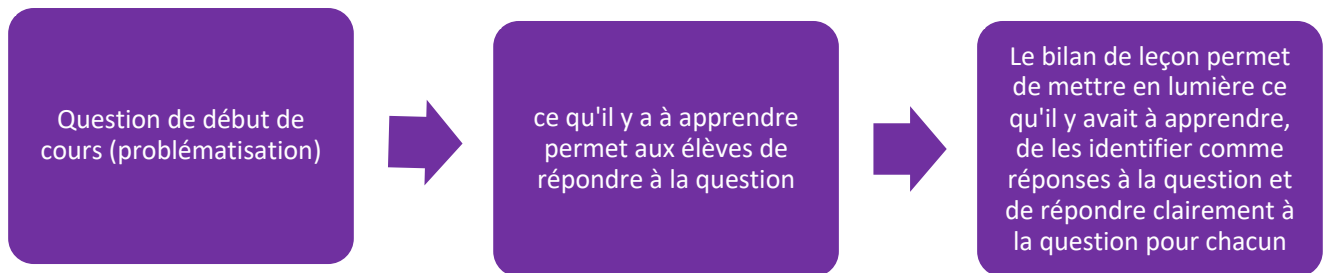 Question de début de
cours (problématisation)
ce qu'il y a à apprendre
permet aux élèves de
répondre à la question
Le bilan de leçon permet
de mettre en lumière ce
qu'il y avait à apprendre,
de les identifier comme
réponses à la question et
de répondre clairement à
la question pour chacun